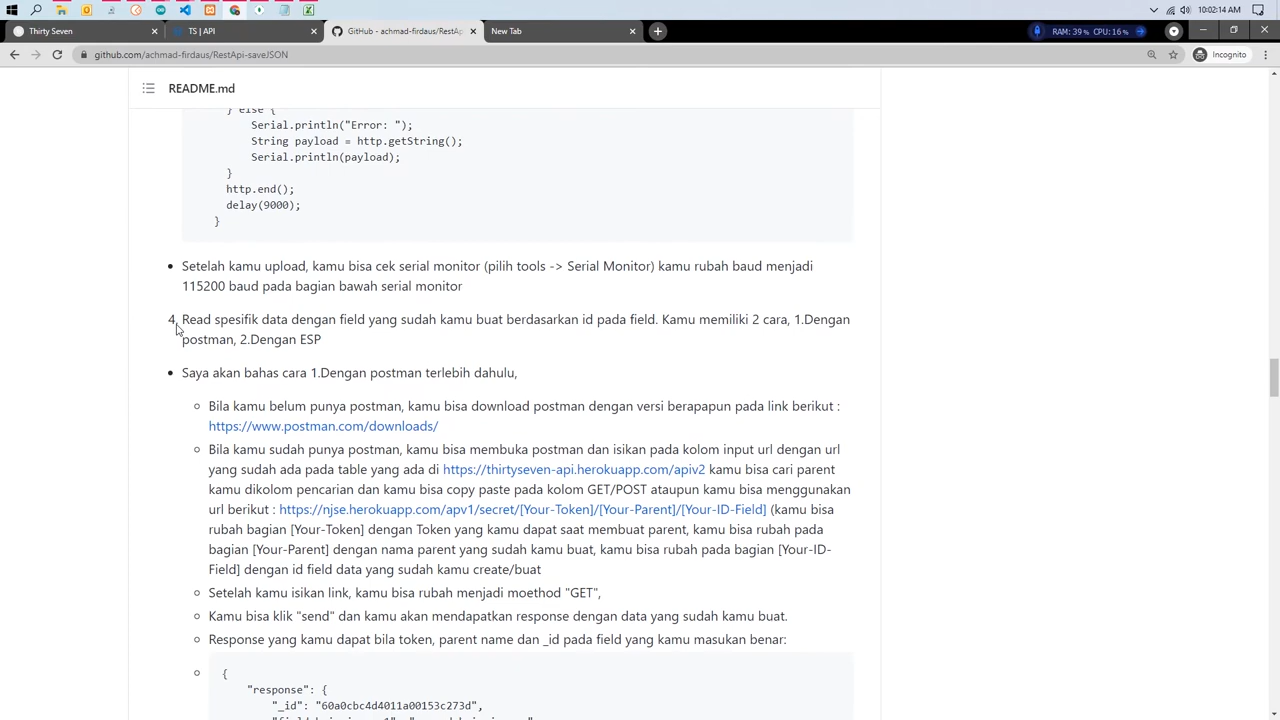 10:02:14 AM
Thirty Seven
TS | API
GitHub - achmad-firdaus/RestAp
New Tab
RAM: 39% CPU: 16%
github.com/achmad-firdaus/RestApi-saveJSON
Incognito
README.md
} else {
Serial.println("Error: ");
String payload = http.getString();
Serial.println(payload);
}
http.end();
delay(9000);
}
Setelah kamu upload, kamu bisa cek serial monitor (pilih tools -> Serial Monitor) kamu rubah baud menjadi
115200 baud pada bagian bawah serial monitor
4. Read spesifik data dengan field yang sudah kamu buat berdasarkan id pada field. Kamu memiliki 2 cara, 1.Dengan
postman, 2.Dengan ESP
Saya akan bahas cara 1.Dengan postman terlebih dahulu,
Bila kamu belum punya postman, kamu bisa download postman dengan versi berapapun pada link berikut :
https://www.postman.com/downloads/
Bila kamu sudah punya postman, kamu bisa membuka postman dan isikan pada kolom input url dengan url
yang sudah ada pada table yang ada di https://thirtyseven-api.herokuapp.com/apiv2 kamu bisa cari parent
kamu dikolom pencarian dan kamu bisa copy paste pada kolom GET/POST ataupun kamu bisa menggunakan
url berikut : https://njse.herokuapp.com/apv1/secret/[Your-Token]/[Your-Parent]/[Your-ID-Field] (kamu bisa
rubah bagian [Your-Token] dengan Token yang kamu dapat saat membuat parent, kamu bisa rubah pada
bagian [Your-Parent] dengan nama parent yang sudah kamu buat, kamu bisa rubah pada bagian [Your-ID-
Field] dengan id field data yang sudah kamu create/buat
Setelah kamu isikan link, kamu bisa rubah menjadi moethod "GET",
Kamu bisa klik "send" dan kamu akan mendapatkan response dengan data yang sudah kamu buat.
Response yang kamu dapat bila token, parent name dan _id pada field yang kamu masukan benar:
{
"response": {
"_id": "60a0cbc4d4011a00153c273d",